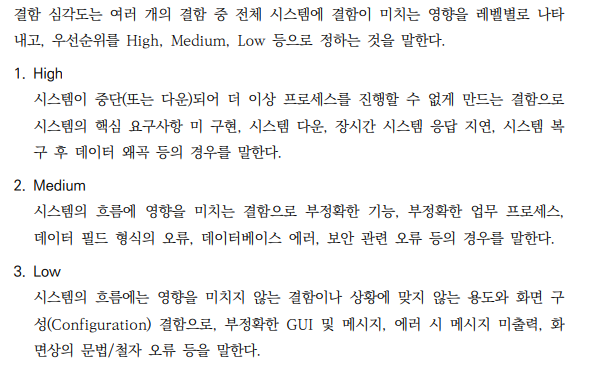 결함 심각도는 여러 개의 결함 중 전체 시스템에 결함이 미치는 영향을 레벨별로 나타
내고, 우선순위를 High, Medium, Low 등으로 정하는 것을 말한다.
1. High
시스템이 중단(또는 다운)되어 더 이상 프로세스를 진행할 수 없게 만드는 결함으로
시스템의 핵심 요구사항 미 구현, 시스템 다운, 장시간 시스템 응답 지연, 시스템 복
구 후 데이터 왜곡 등의 경우를 말한다.
2. Medium
시스템의 흐름에 영향을 미치는 결함으로 부정확한 기능, 부정확한 업무 프로세스,
데이터 필드 형식의 오류, 데이터베이스 에러, 보안 관련 오류 등의 경우를 말한다.
3. Low
시스템의 흐름에는 영향을 미치지 않는 결함이나 상황에 맞지 않는 용도와 화면 구
성(Configuration) 결함으로, 부정확한 GUI 및 메시지, 에러 시 메시지 미출력, 화
면상의 문법/철자 오류 등을 말한다.